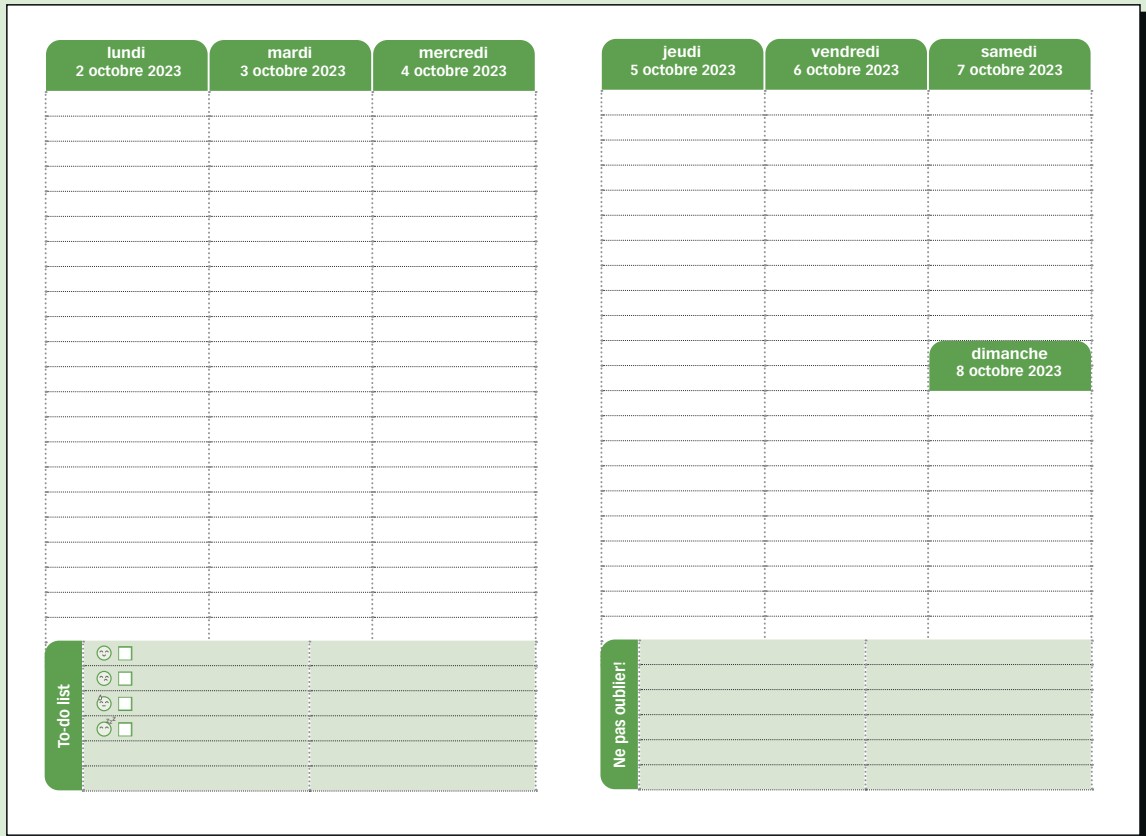 lundi
2 octobre 2023
mardi
3 octobre 2023
mercredi
4 octobre 2023
To-do list
jeudi
5 octobre 2023
vendredi
6 octobre 2023
samedi
7 octobre 2023
dimanche
8 octobre 2023
Ne pas oublier!